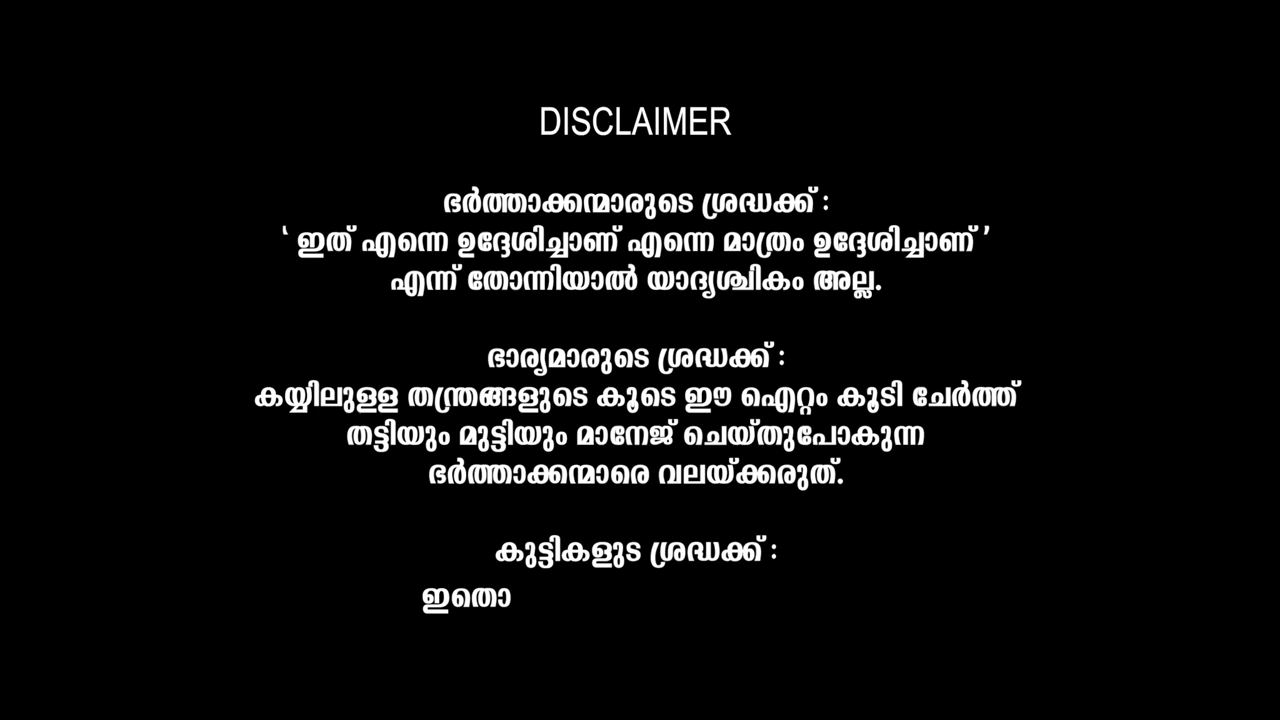 DISCLAIMER
ഭർത്താക്കന്മാരുടെ ശ്രദ്ധക്ക് :
‘ ഇത് എന്നെ ഉദ്ദേശിച്ചാണ് എന്നെ മാത്രം ഉദ്ദേശിച്ചാണ് ’
എന്ന് തോന്നിയാൽ യാദൃശ്ചികം അല്ല.
ഭാര്യമാരുടെ ശ്രദ്ധക്ക് :
കയ്യിലുളള തന്ത്രങ്ങളുടെ കൂടെ ഈ ഐറ്റം കൂടി ചേർത്ത്
തട്ടിയും മുട്ടിയും മാനേജ് ചെയ്തുപോകുന്ന
ഭർത്താക്കന്മാരെ വലയ്ക്കരുത്.
കുട്ടികളുട ശ്രദ്ധക്ക് :
ഇതൊ